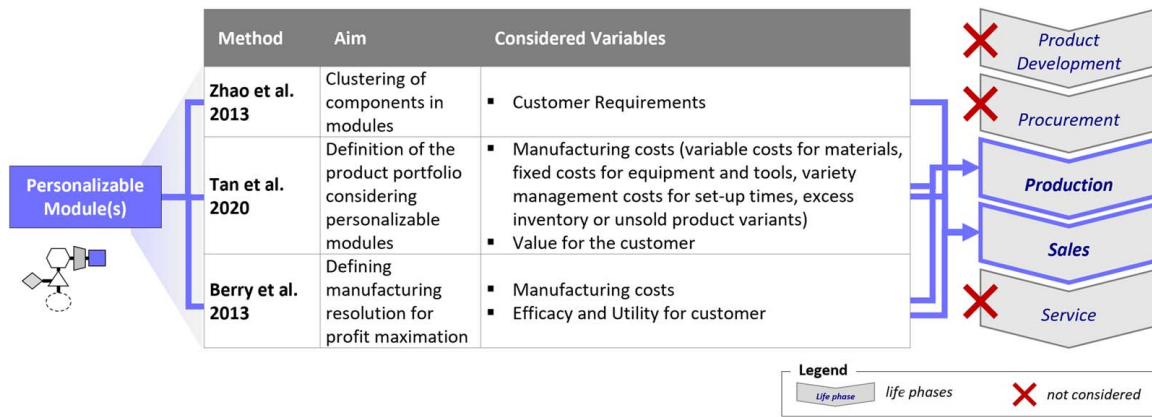 Method Aim Considered Variables
Personalizable
Module(s)
Zhao et al.
2013
Clustering of
components in
modules
▪ Customer Requirements
Tan et al.
2020
Definition of the
product portfolio
considering
personalizable
modules
▪ Manufacturing costs (variable costs for materials,
fixed costs for equipment and tools, variety
management costs for set-up times, excess
inventory or unsold product variants)
▪ Value for the customer
Berry et al.
2013
Defining
manufacturing
resolution for
profit maximation
▪ Manufacturing costs
▪ Efficacy and Utility for customer
Product
Development
Procurement
Production
Sales
Service
Legend
Life phase
life phases
not considered